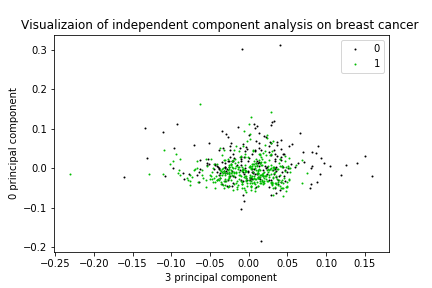 Visualizaion of independent component analysis on breast cancer
0
1
0 principal component
0.3
0.2
0.1
0.0
−0.1
−0.2
−0.25 −0.20 −0.15 −0.10 −0.05 0.00 0.05 0.10 0.15
3 principal component